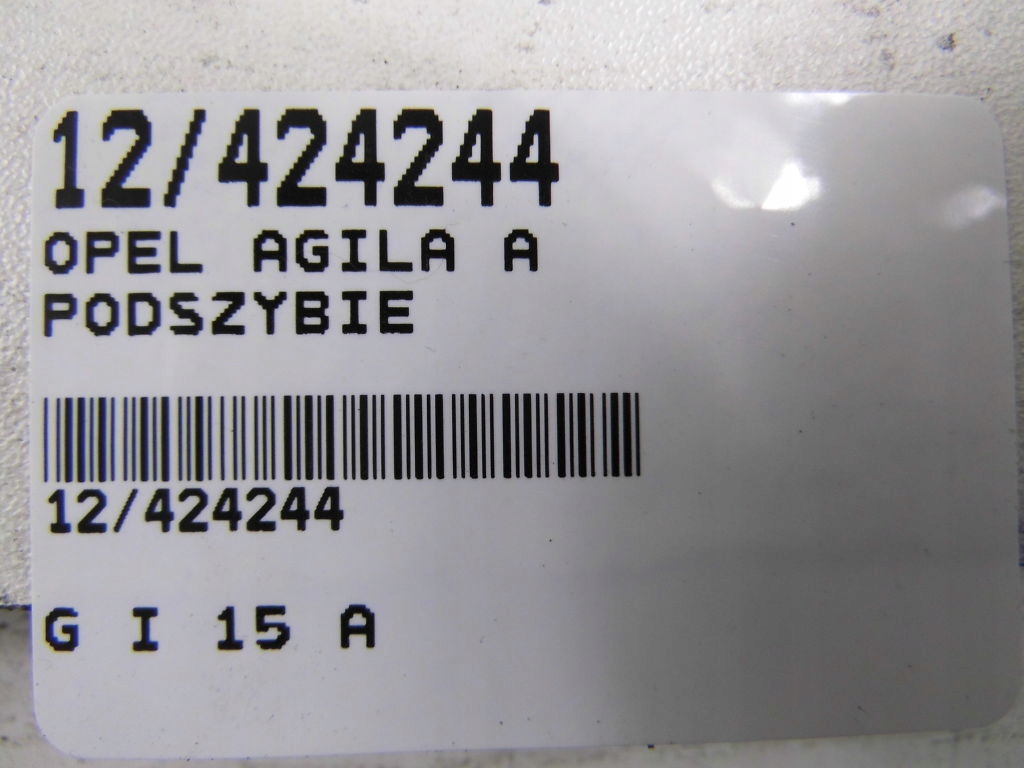 12/424244
OPEL AGILA A
PODSZYBIE
12/424244
G I 15 A